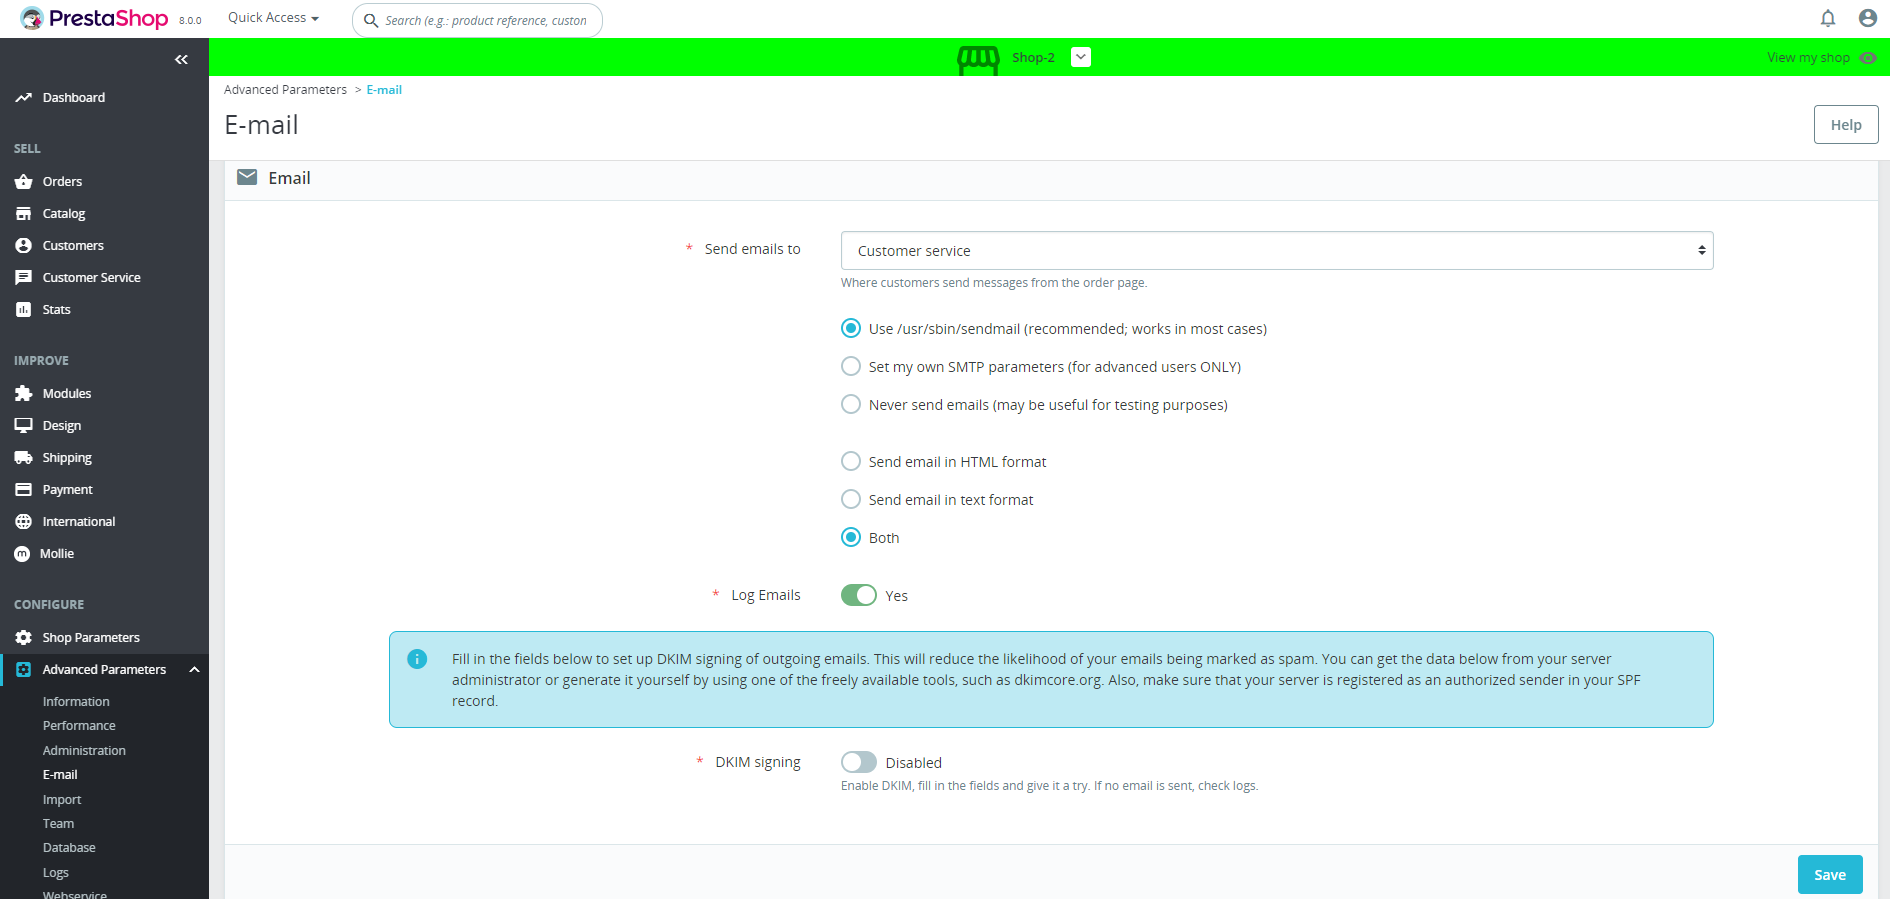 PrestaShop 8.0.0 Quick Access Search (e.g.: product reference, custon
Shop-2 View my shop
Dashboard
SELL
Orders
Catalog
Customers
Customer Service
Stats
IMPROVE
Modules
Design
Shipping
Payment
International
m Mollie
CONFIGURE
Shop Parameters
Advanced Parameters
Information
Performance
Administration
E-mail
Import
Team
Database
Logs
Webservice
Advanced Parameters > E-mail
E-mail
Help
Email
* Send emails to Customer service
Where customers send messages from the order page.
Use /usr/sbin/sendmail (recommended; works in most cases)
Set my own SMTP parameters (for advanced users ONLY)
Never send emails (may be useful for testing purposes)
Send email in HTML format
Send email in text format
Both
* Log Emails Yes
Fill in the fields below to set up DKIM signing of outgoing emails. This will reduce the likelihood of your emails being marked as spam. You can get the data below from your server
administrator or generate it yourself by using one of the freely available tools, such as dkimcore.org. Also, make sure that your server is registered as an authorized sender in your SPF
record.
* DKIM signing Disabled
Enable DKIM, fill in the fields and give it a try. If no email is sent, check logs.
Save